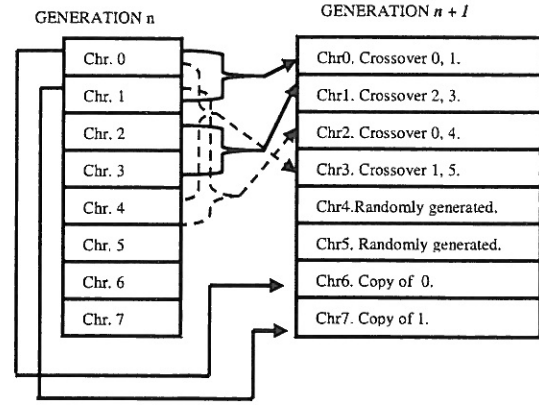 GENERATION n
Chr. 0
Chr. 1
Chr. 2
Chr. 3
Chr. 4
Chr. 5
Chr. 6
Chr. 7
GENERATION n + 1
Chr0. Crossover 0, 1.
Chr1. Crossover 2, 3.
Chr2. Crossover 0, 4.
Chr3. Crossover 1, 5.
Chr4.Randomly generated.
Chr5. Randomly generated.
Chr6. Copy of 0.
Chr7. Copy of 1.